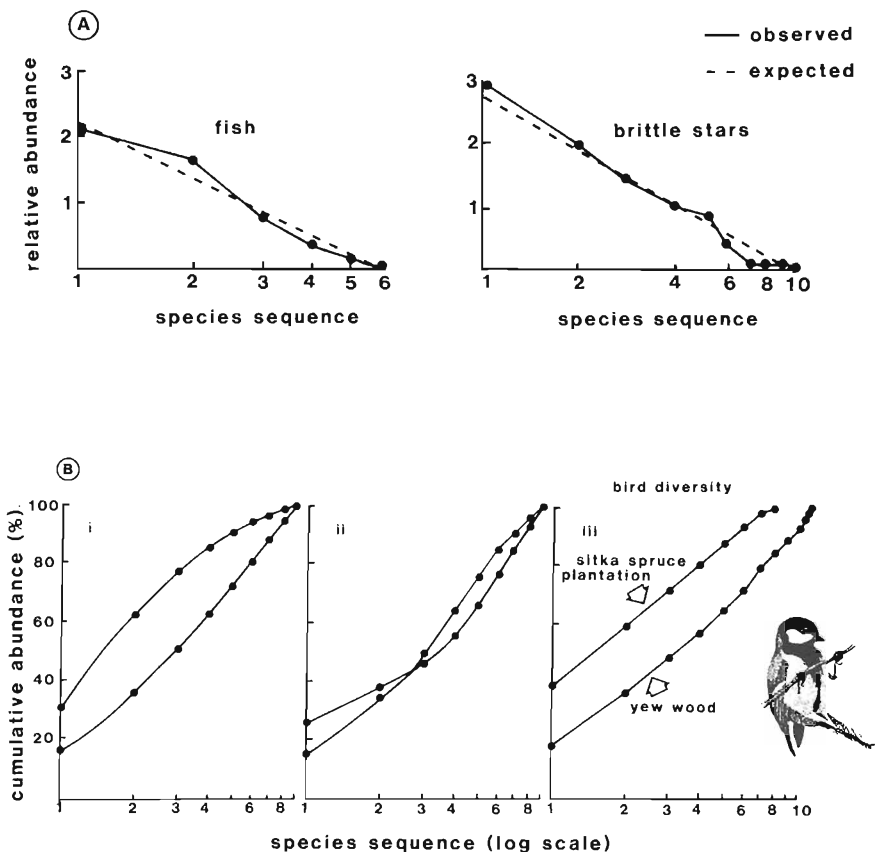 A
observed
expected
relative abundance
3
2
1
fish
1 2 3 4 5 6
species sequence
3
2
1
brittle stars
1 2 4 6 8 10
species sequence
B
bird diversity
cumulative abundance (%).
100
80
60
40
20
i
1 2 3 4 6 8
ii
1 2 3 4 6 8
iii
sitka spruce
plantation
yew wood
1 2 3 4 6 8 10
species sequence (log scale)